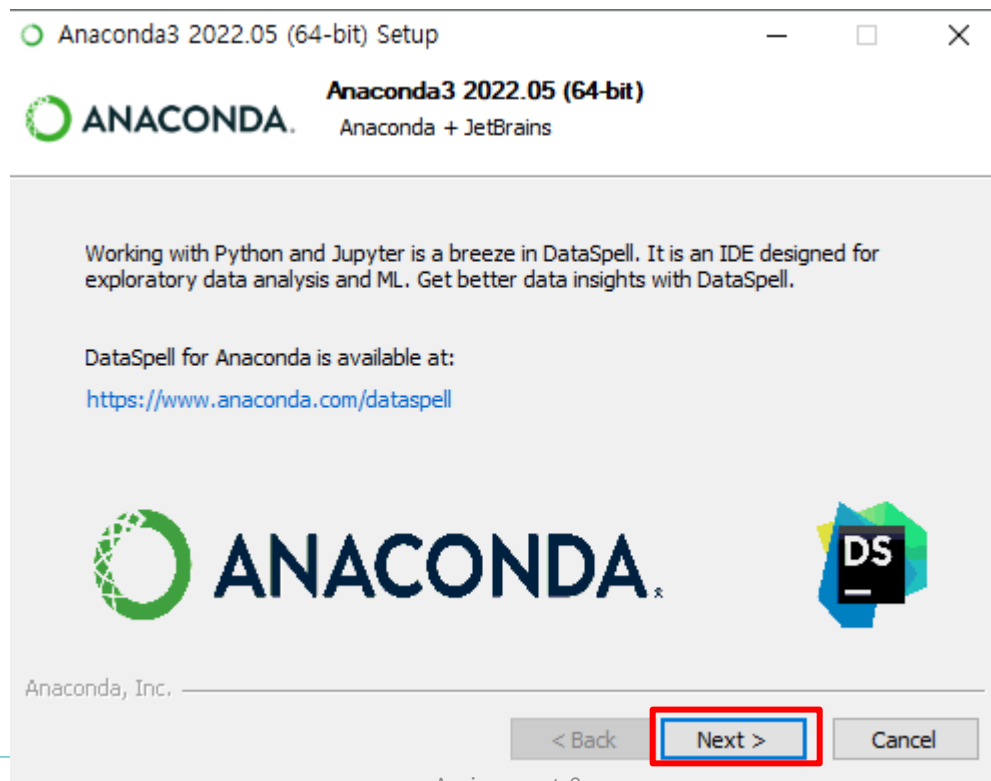 Anaconda3 2022.05 (64-bit) Setup
ANACONDA.
Anaconda3 2022.05 (64-bit)
Anaconda + JetBrains
Working with Python and Jupyter is a breeze in DataSpell. It is an IDE designed for
exploratory data analysis and ML. Get better data insights with DataSpell.
DataSpell for Anaconda is available at:
https://www.anaconda.com/dataspell
ANACONDA.
DS
Anaconda, Inc.
< Back Next > Cancel